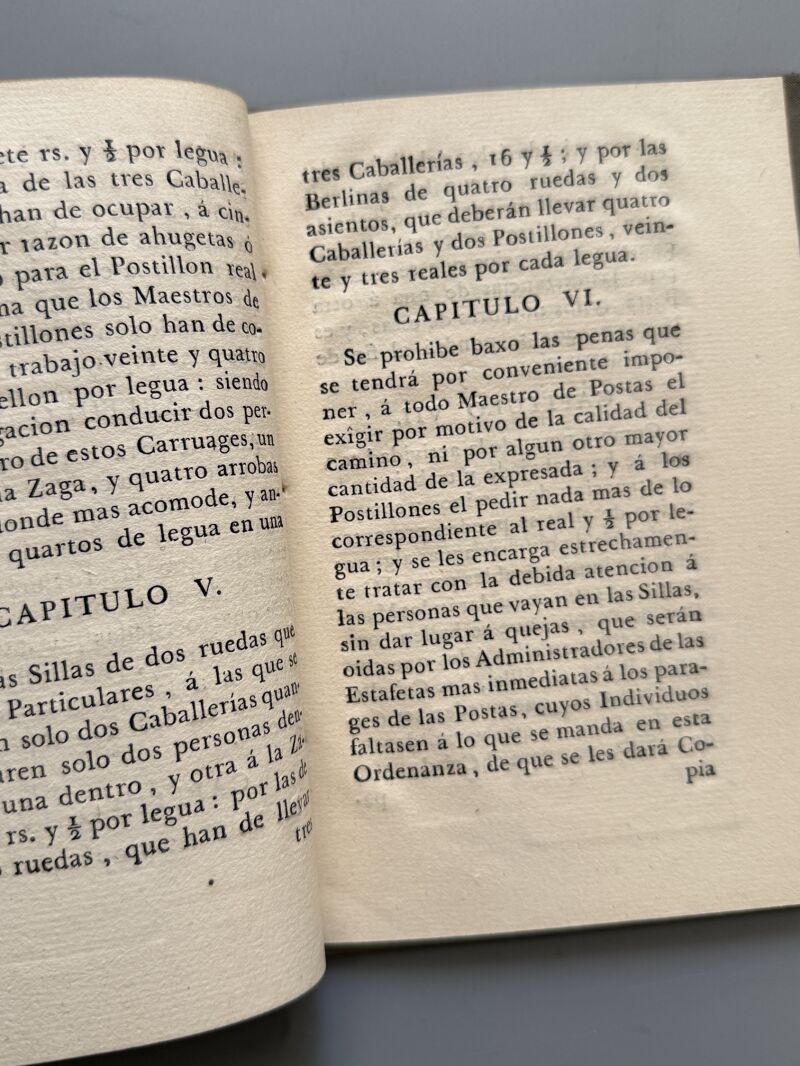 ete rs. y ½ por legua :
a de las tres Caballe-
han de ocupar , á cin-
r razon de ahugetas ó
para el Postillon real
na que los Maestros de
stillones solo han de co-
trabajo veinte y quatro
ellon por legua : siendo
gacion conducir dos per-
ro de estos Carruages, un
a Zaga, y quatro arrobas
donde mas acomode, y an-
quartos de legua en una
CAPITULO V.
as Sillas de dos ruedas que
Particulares , á las que se
n solo dos Caballerías quan-
aren solo dos personas den-
una dentro , y otra á la Za-
rs. y ½ por legua : por las de
ruedas , que han de llevar
tres
tres Caballerías , 16 y ½ ; y por las
Berlinas de quatro ruedas y dos
asientos, que deberán llevar quatro
Caballerías y dos Postillones , vein-
te y tres reales por cada legua.
CAPITULO VI.
Se prohibe baxo las penas que
se tendrá por conveniente impo-
ner , á todo Maestro de Postas el
exîgir por motivo de la calidad del
camino, ni por algun otro mayor
cantidad de la expresada ; y á los
Postillones el pedir nada mas de lo
correspondiente al real y ½ por le-
gua ; y se les encarga estrechamen-
te tratar con la debida atencion á
las personas que vayan en las Sillas,
sin dar lugar á quejas , que serán
oidas por los Administradores de las
Estafetas mas inmediatas á los para-
ges de las Postas, cuyos Individuos
faltasen á lo que se manda en esta
Ordenanza , de que se les dará Co-
pia